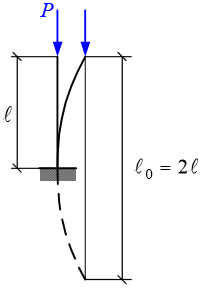 P
ℓ
ℓ₀ = 2ℓ